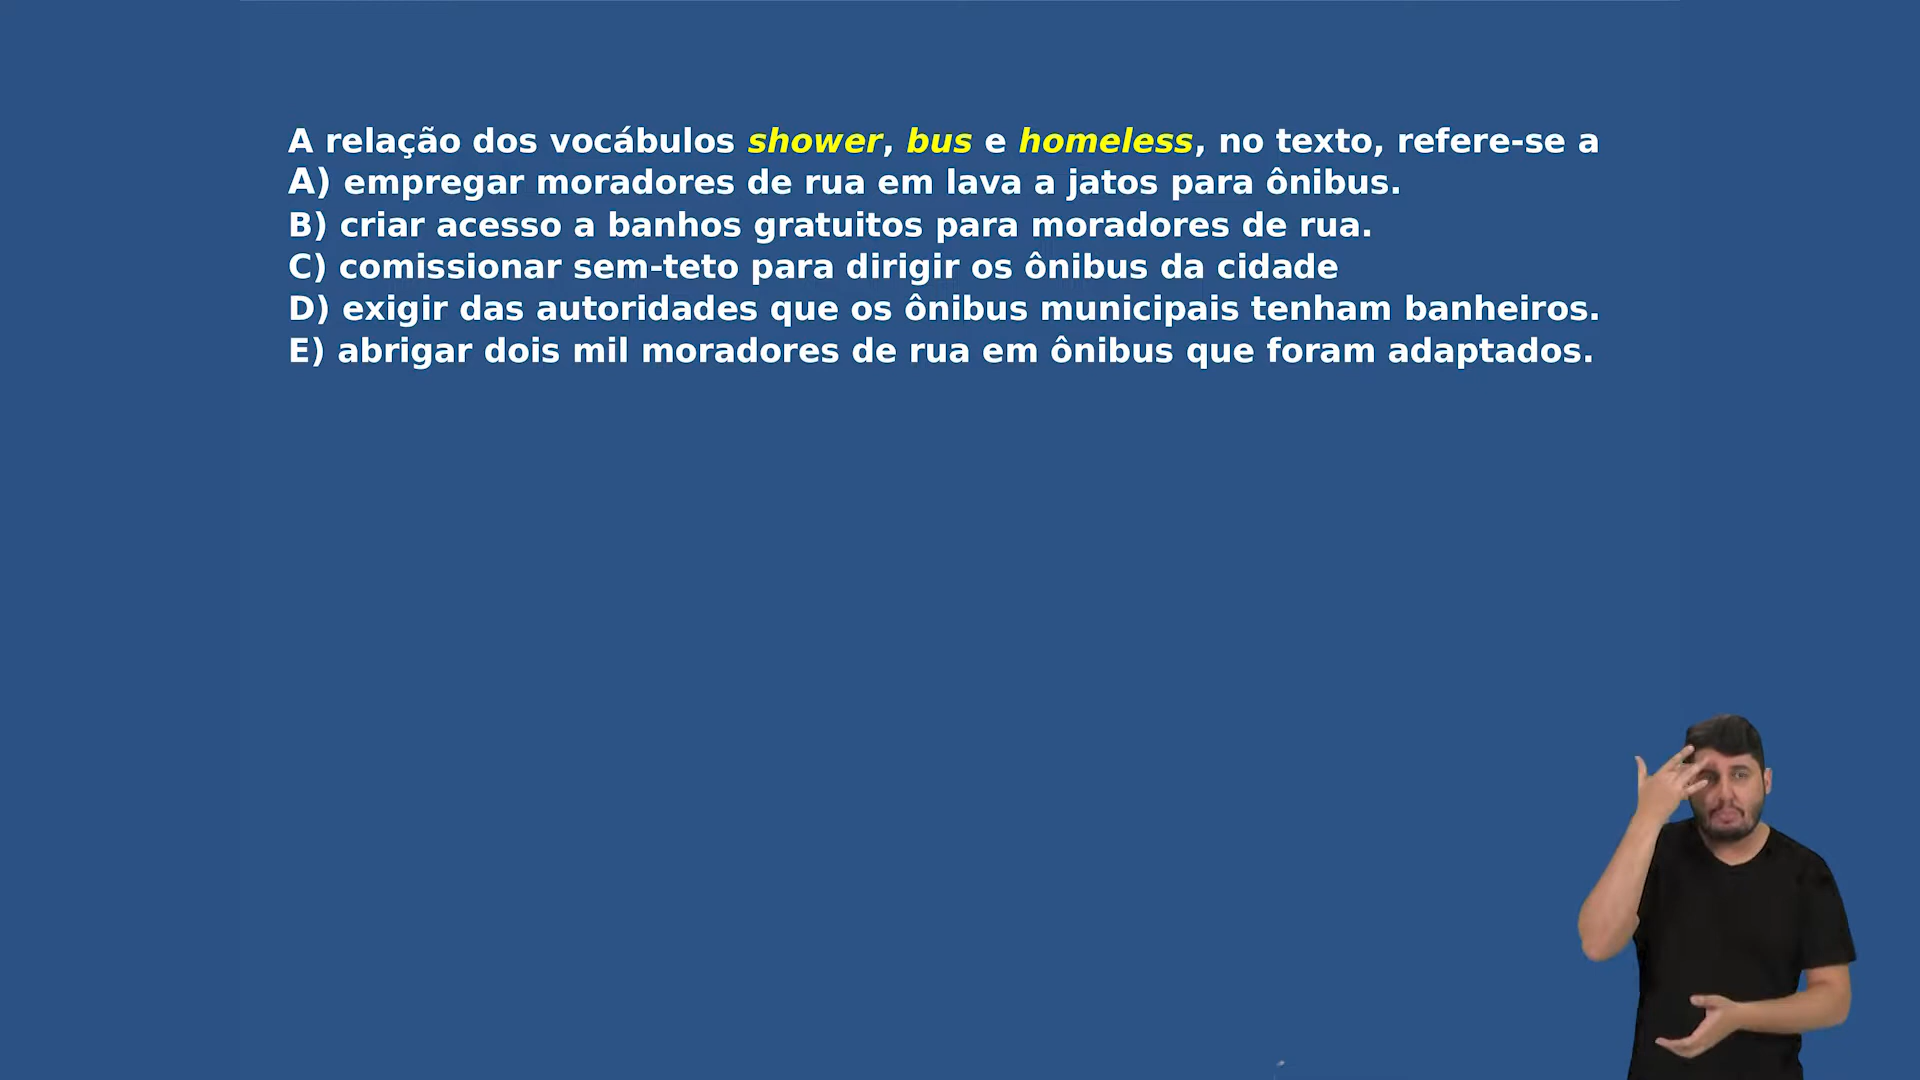 A relação dos vocábulos shower, bus e homeless, no texto, refere-se a
A) empregar moradores de rua em lava a jatos para ônibus.
B) criar acesso a banhos gratuitos para moradores de rua.
C) comissionar sem-teto para dirigir os ônibus da cidade
D) exigir das autoridades que os ônibus municipais tenham banheiros.
E) abrigar dois mil moradores de rua em ônibus que foram adaptados.